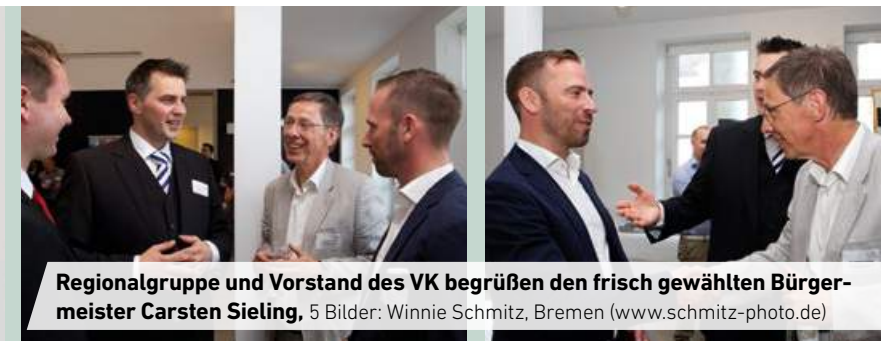 Regionalgruppe und Vorstand des VK begrüßen den frisch gewählten Bürger-
meister Carsten Sieling, 5 Bilder: Winnie Schmitz, Bremen (www.schmitz-photo.de)